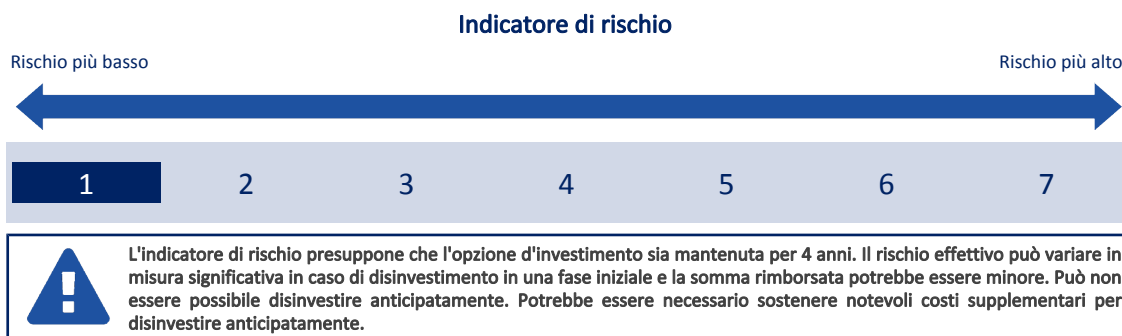 Indicatore di rischio
Rischio più basso
Rischio più alto
1 2 3 4 5 6 7
L'indicatore di rischio presuppone che l'opzione d'investimento sia mantenuta per 4 anni. Il rischio effettivo può variare in
misura significativa in caso di disinvestimento in una fase iniziale e la somma rimborsata potrebbe essere minore. Può non
essere possibile disinvestire anticipatamente. Potrebbe essere necessario sostenere notevoli costi supplementari per
disinvestire anticipatamente.